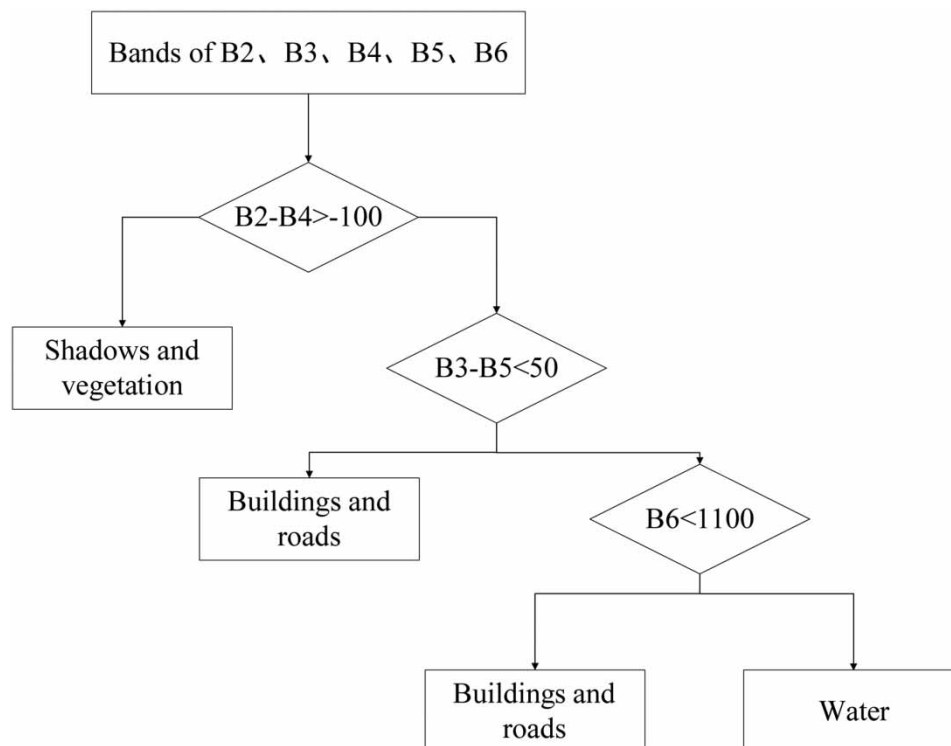 Bands of B2、B3、B4、B5、B6
B2-B4>-100
Shadows and
vegetation
B3-B5<50
Buildings and
roads
B6<1100
Buildings and
roads
Water